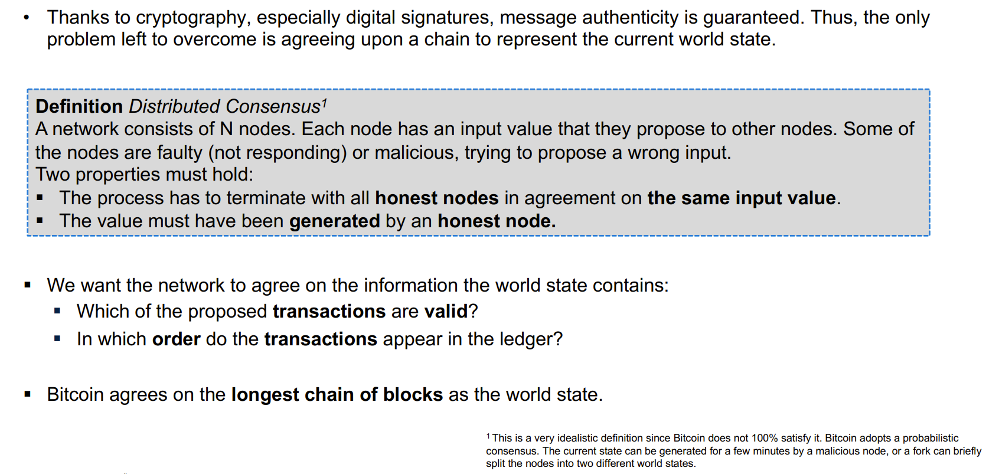 • Thanks to cryptography, especially digital signatures, message authenticity is guaranteed. Thus, the only
problem left to overcome is agreeing upon a chain to represent the current world state.
Definition Distributed Consensus¹
A network consists of N nodes. Each node has an input value that they propose to other nodes. Some of
the nodes are faulty (not responding) or malicious, trying to propose a wrong input.
Two properties must hold:
▪ The process has to terminate with all honest nodes in agreement on the same input value.
▪ The value must have been generated by an honest node.
▪ We want the network to agree on the information the world state contains:
▪ Which of the proposed transactions are valid?
▪ In which order do the transactions appear in the ledger?
▪ Bitcoin agrees on the longest chain of blocks as the world state.
¹ This is a very idealistic definition since Bitcoin does not 100% satisfy it. Bitcoin adopts a probabilistic
consensus. The current state can be generated for a few minutes by a malicious node, or a fork can briefly
split the nodes into two different world states.